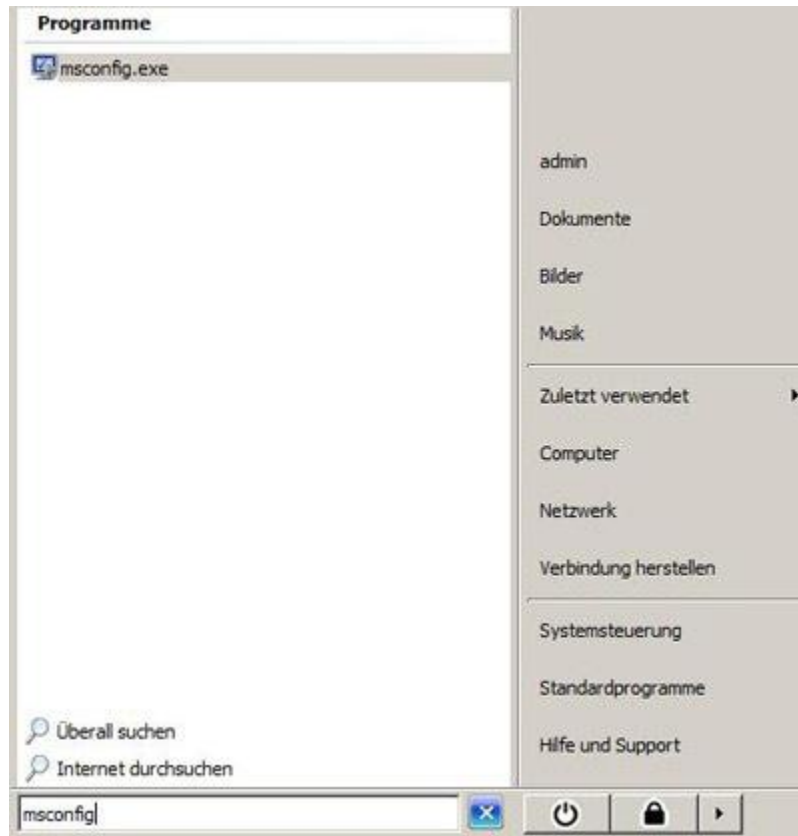 Programme
msconfig.exe
Überall suchen
Internet durchsuchen
msconfig
admin
Dokumente
Bilder
Musik
Zuletzt verwendet
Computer
Netzwerk
Verbindung herstellen
Systemsteuerung
Standardprogramme
Hilfe und Support